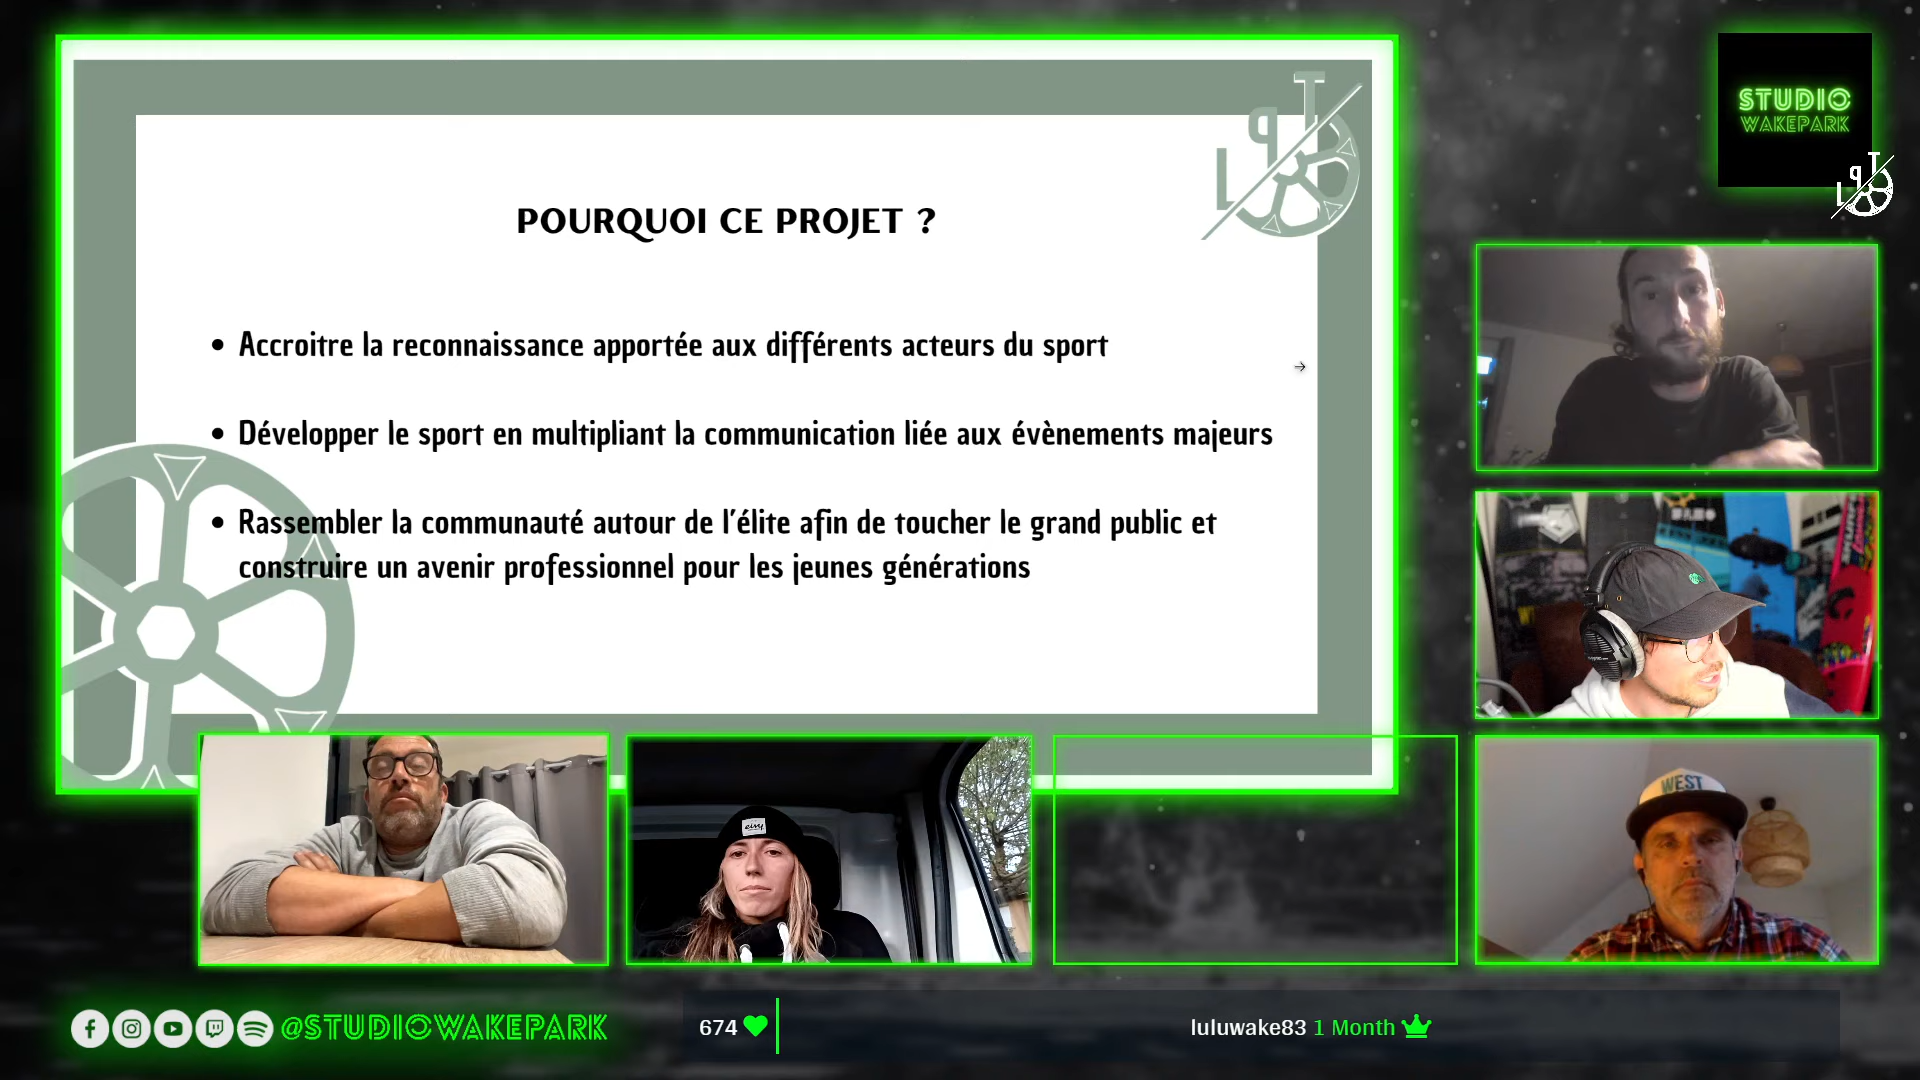 POURQUOI CE PROJET ?
• Accroitre la reconnaissance apportée aux différents acteurs du sport
• Développer le sport en multipliant la communication liée aux évènements majeurs
• Rassembler la communauté autour de l'élite afin de toucher le grand public et
construire un avenir professionnel pour les jeunes générations
L P T
STUDIO
WAKEPARK
L P T
WEST
@STUDIOWAKEPARK
674
luluwake83 1 Month